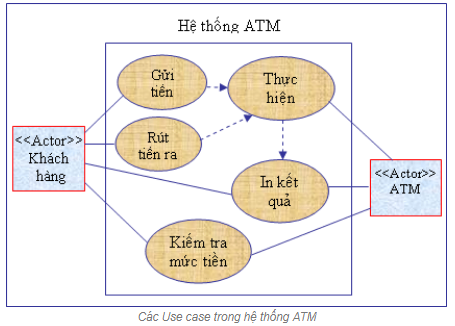 Hệ thống ATM
Gửi
tiền
Thực
hiện
Rút
tiền ra
<<Actor>>
Khách
hàng
In kết
quả
<<Actor>>
ATM
Kiểm tra
mức tiền
Các Use case trong hệ thống ATM